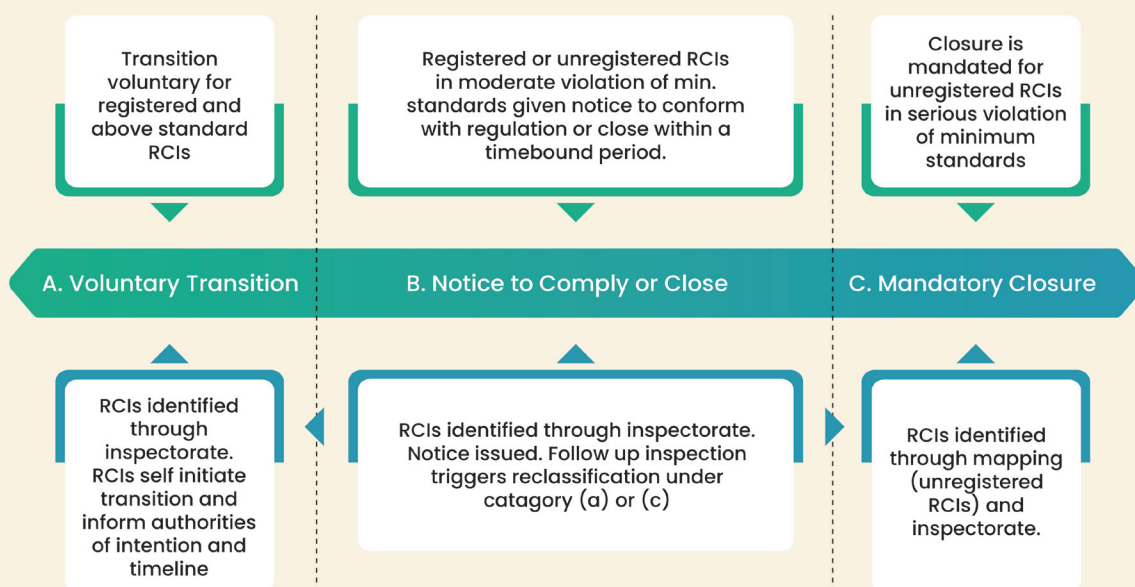 Transition
voluntary for
registered and
above standard
RCIs
Registered or unregistered RCIs
in moderate violation of min.
standards given notice to conform
with regulation or close within a
timebound period.
Closure is
mandated for
unregistered RCIs
in serious violation
of minimum
standards
A. Voluntary Transition
B. Notice to Comply or Close
C. Mandatory Closure
RCIs identified
through
inspectorate.
RCIs self initiate
transition and
inform authorities
of intention and
timeline
RCIs identified through inspectorate.
Notice issued. Follow up inspection
triggers reclassification under
catagory (a) or (c)
RCIs identified
through mapping
(unregistered
RCIs) and
inspectorate.